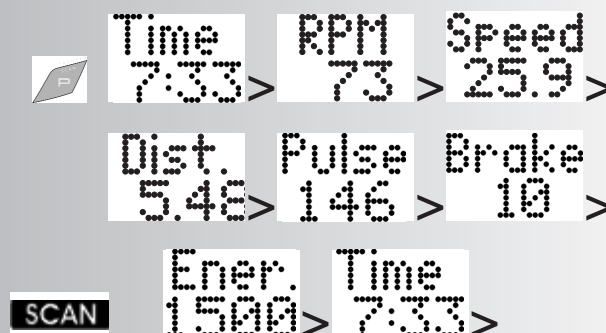 Time RPM Speed
P 7:33 > 73 > 25.9 >
Dist. Pulse Brake
5.48 > 146 > 10 >
Ener. Time
SCAN 1500 > 7:33 >